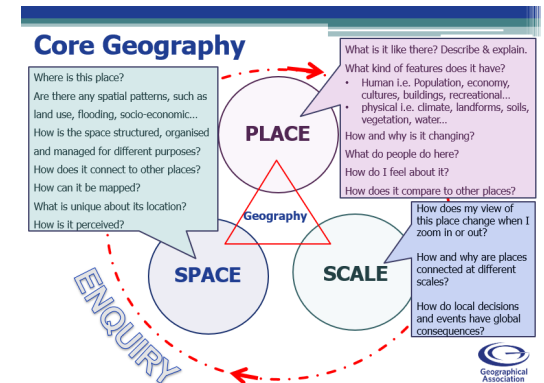 Core Geography
Where is this place?
Are there any spatial patterns, such as
land use, flooding, socio-economic...
How is the space structured, organised
and managed for different purposes?
How does it connect to other places?
How can it be mapped?
What is unique about its location?
How is it perceived?
What is it like there? Describe & explain.
What kind of features does it have?
• Human i.e. Population, economy,
cultures, buildings, recreational...
• physical i.e. climate, landforms, soils,
vegetation, water...
How and why is it changing?
What do people do here?
How do I feel about it?
How does it compare to other places?
PLACE
Geography
SPACE
SCALE
How does my view of
this place change when I
zoom in or out?
How and why are places
connected at different
scales?
How do local decisions
and events have global
consequences?
ENQUIRY
Geographical
Association